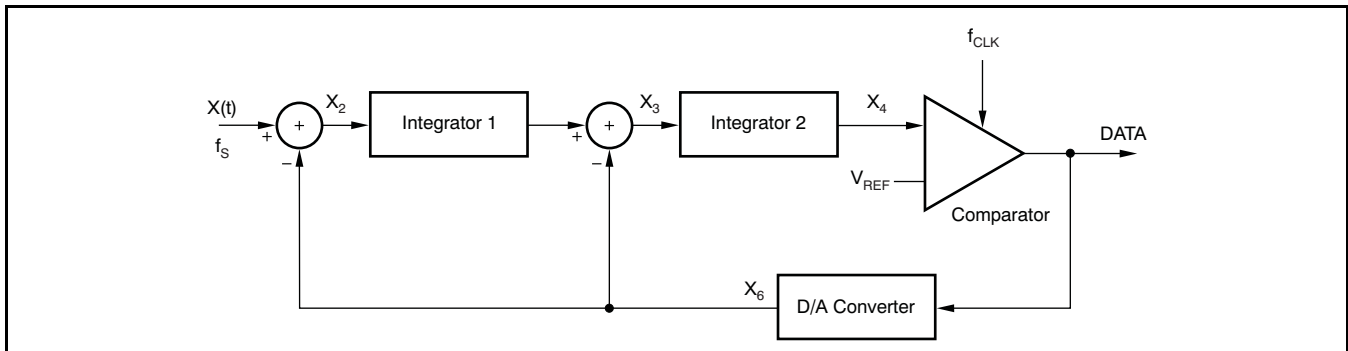 f_CLK
X(t)
f_S
+
−
+
X_2
Integrator 1
+
−
+
X_3
Integrator 2
X_4
V_REF
Comparator
DATA
X_6
D/A Converter